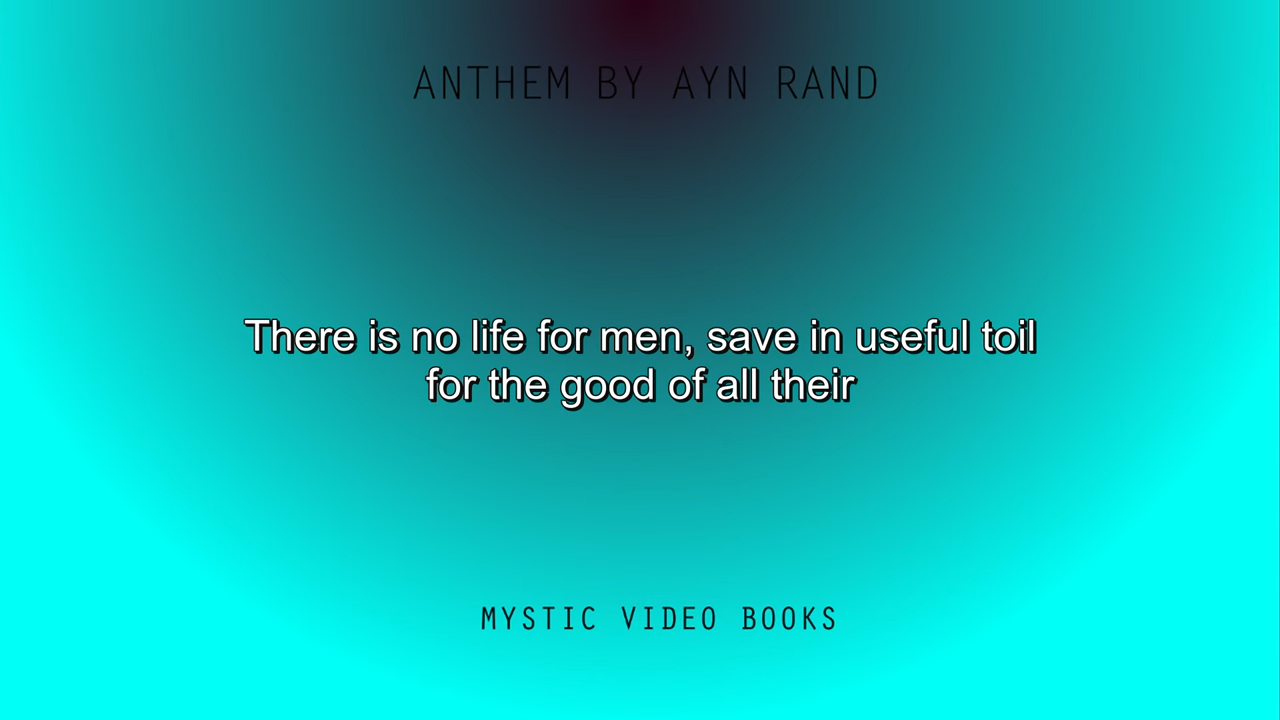 ANTHEM BY AYN RAND
There is no life for men, save in useful toil
for the good of all their
MYSTIC VIDEO BOOKS